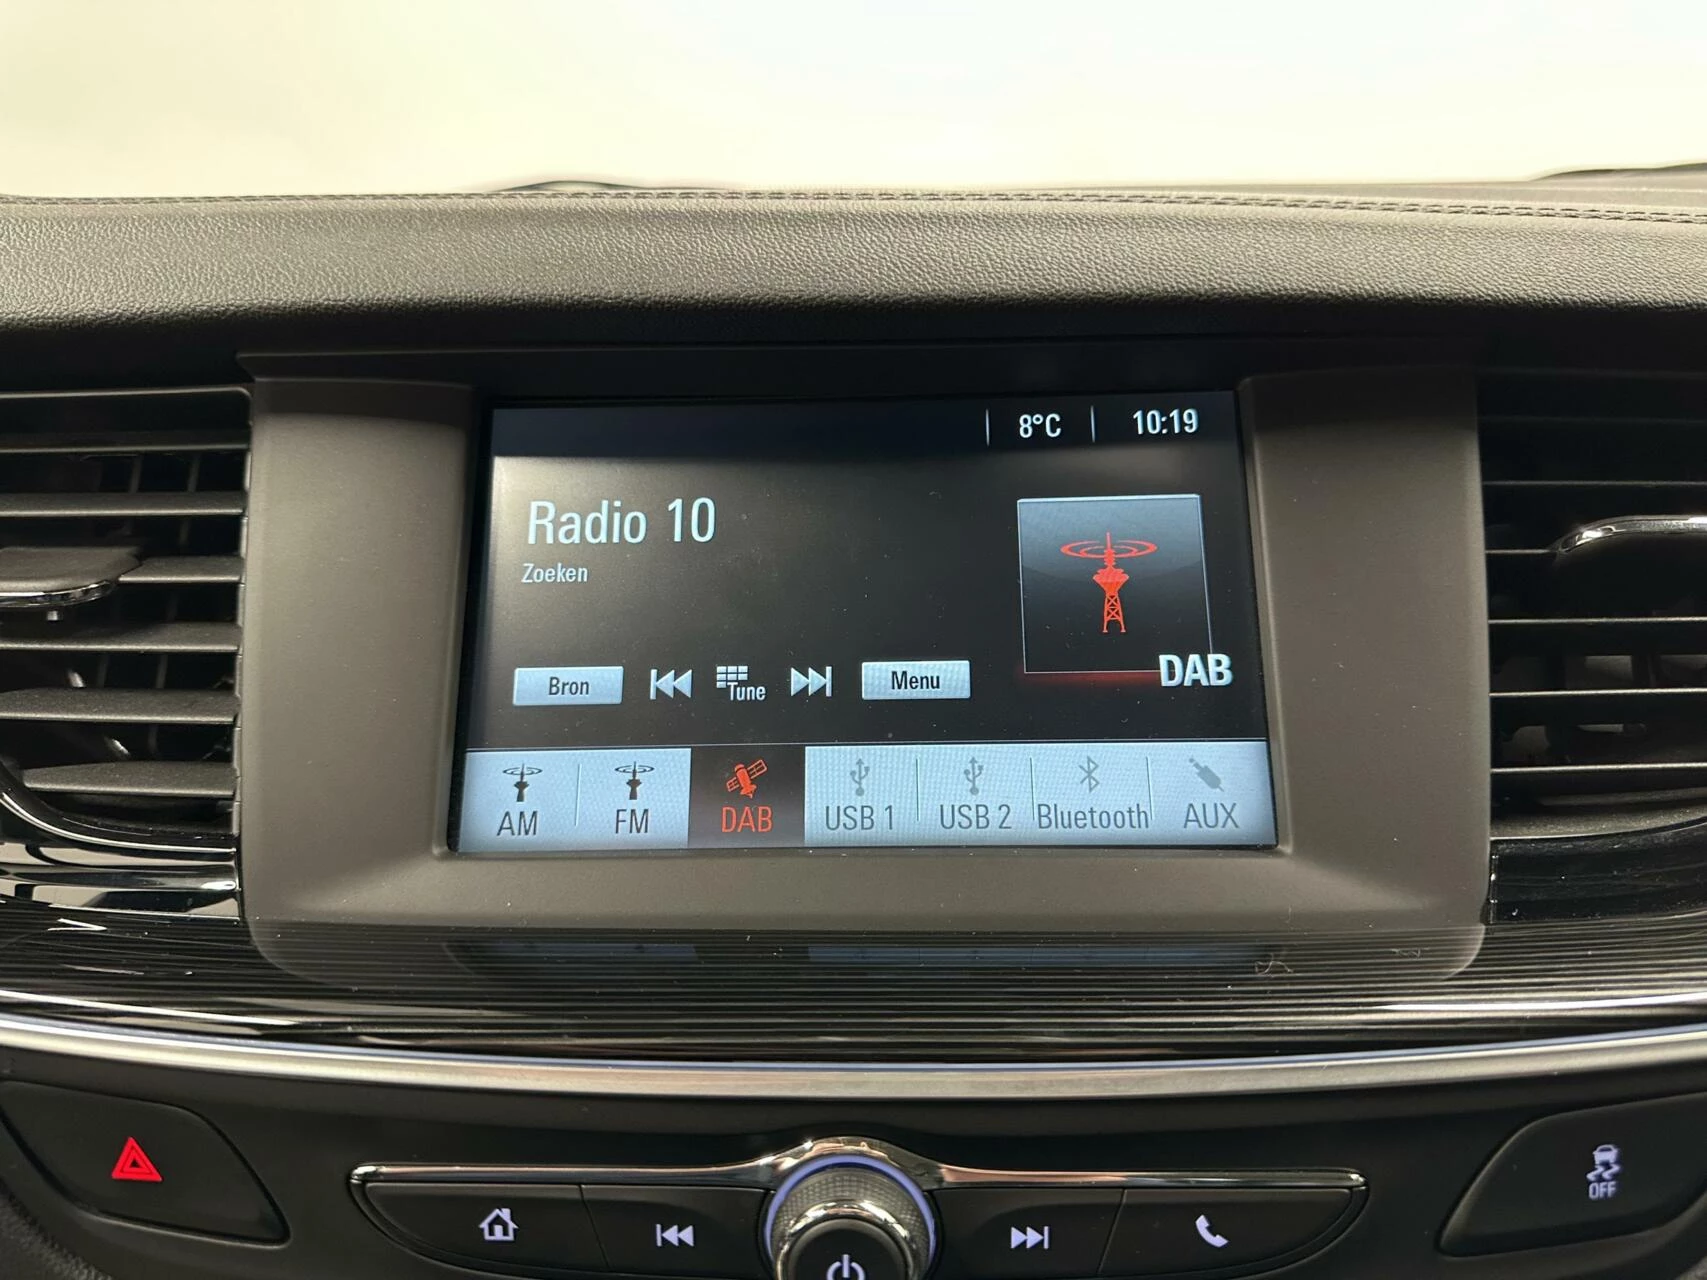 8°C 10:19
Radio 10
Zoeken
Bron Tune Menu
DAB
AM FM DAB USB 1 USB 2 Bluetooth AUX
OFF